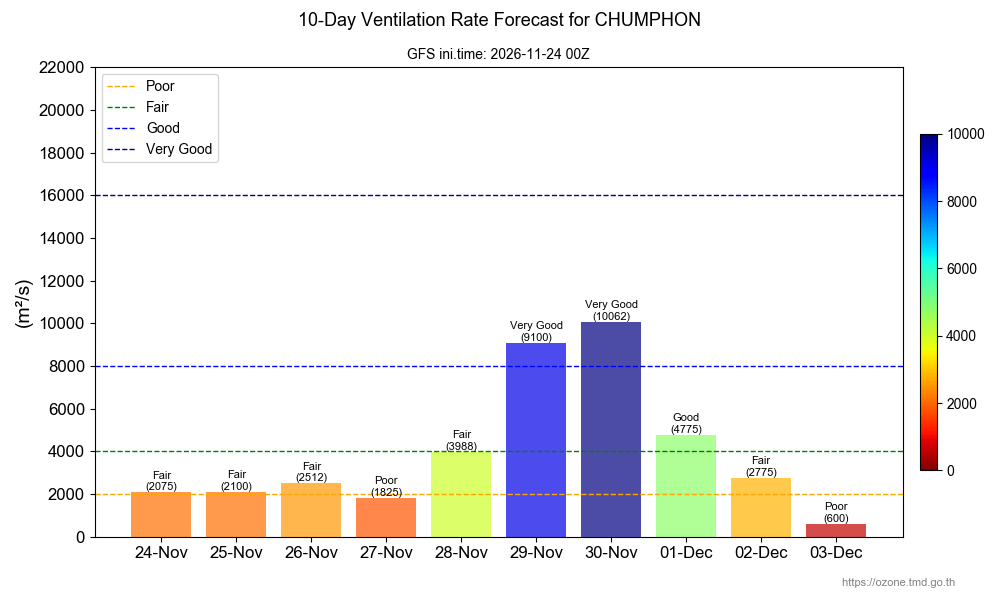 10-Day Ventilation Rate Forecast for CHUMPHON
GFS ini.time: 2026-11-24 00Z
22000
20000
18000
16000
14000
12000
10000
8000
6000
4000
2000
0
(m²/s)
Poor
Fair
Good
Very Good
Fair
(2075)
Fair
(2100)
Fair
(2512)
Poor
(1825)
Fair
(3988)
Very Good
(9100)
Very Good
(10062)
Good
(4775)
Fair
(2775)
Poor
(600)
24-Nov 25-Nov 26-Nov 27-Nov 28-Nov 29-Nov 30-Nov 01-Dec 02-Dec 03-Dec
10000
8000
6000
4000
2000
0
https://ozone.tmd.go.th